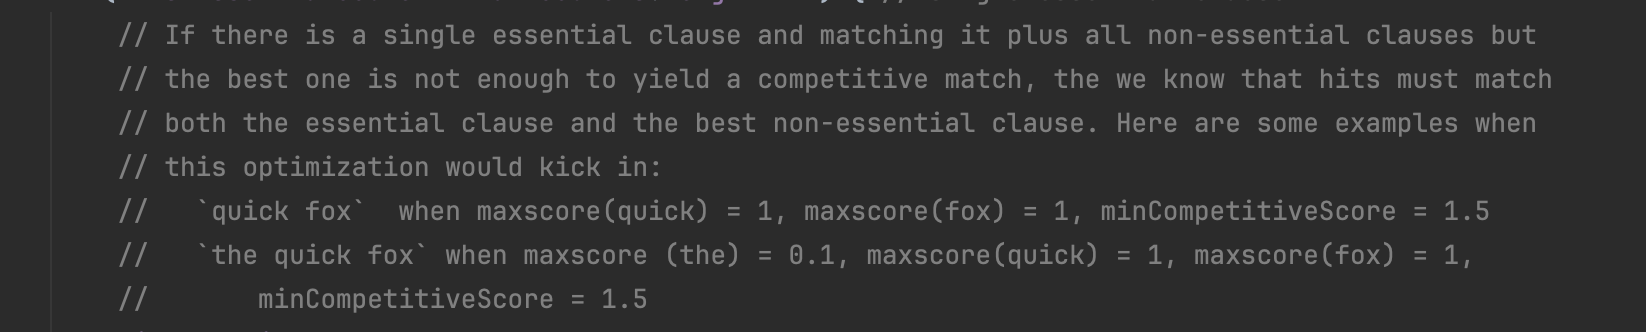 // If there is a single essential clause and matching it plus all non-essential clauses but
// the best one is not enough to yield a competitive match, the we know that hits must match
// both the essential clause and the best non-essential clause. Here are some examples when
// this optimization would kick in:
//   `quick fox`  when maxscore(quick) = 1, maxscore(fox) = 1, minCompetitiveScore = 1.5
//   `the quick fox` when maxscore (the) = 0.1, maxscore(quick) = 1, maxscore(fox) = 1,
//       minCompetitiveScore = 1.5